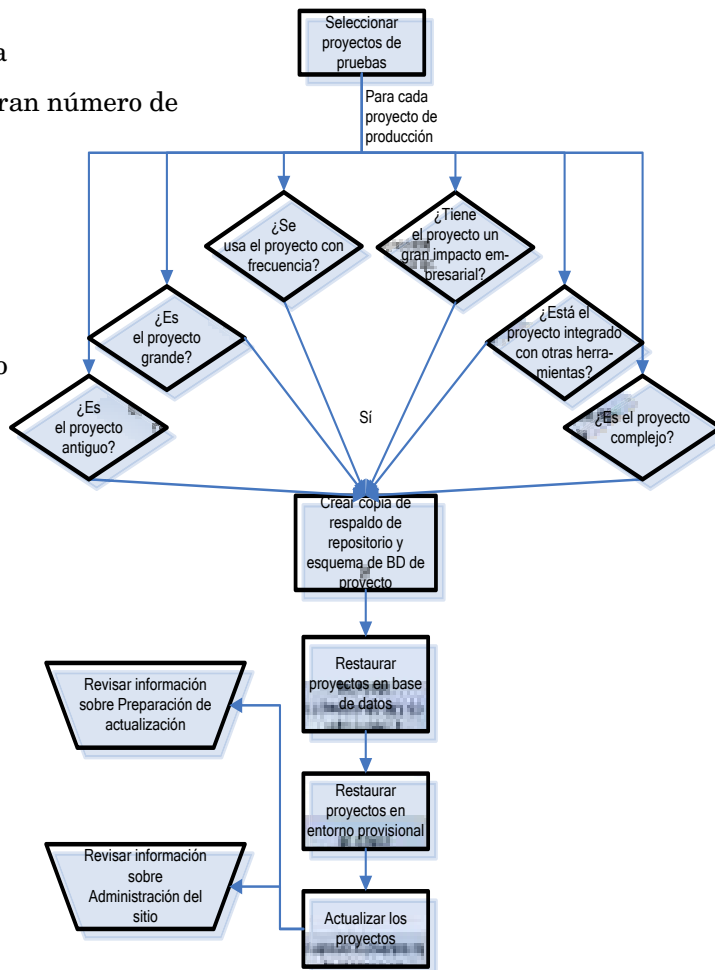 Seleccionar
proyectos de
pruebas
a
ran número de
Para cada
proyecto de
producción
¿Se
usa el proyecto con
frecuencia?
¿Tiene
el proyecto un
gran impacto em-
presarial?
¿Es
el proyecto
grande?
¿Está el
proyecto integrado
con otras herra-
mientas?
o
¿Es
el proyecto
antiguo?
Sí
¿Es el proyecto
complejo?
Crear copia de
respaldo de
repositorio y
esquema de BD de
proyecto
Restaurar
proyectos en base
de datos
Revisar información
sobre Preparación de
actualización
Restaurar
proyectos en
entorno provisional
Revisar información
sobre
Administración del
sitio
Actualizar los
proyectos